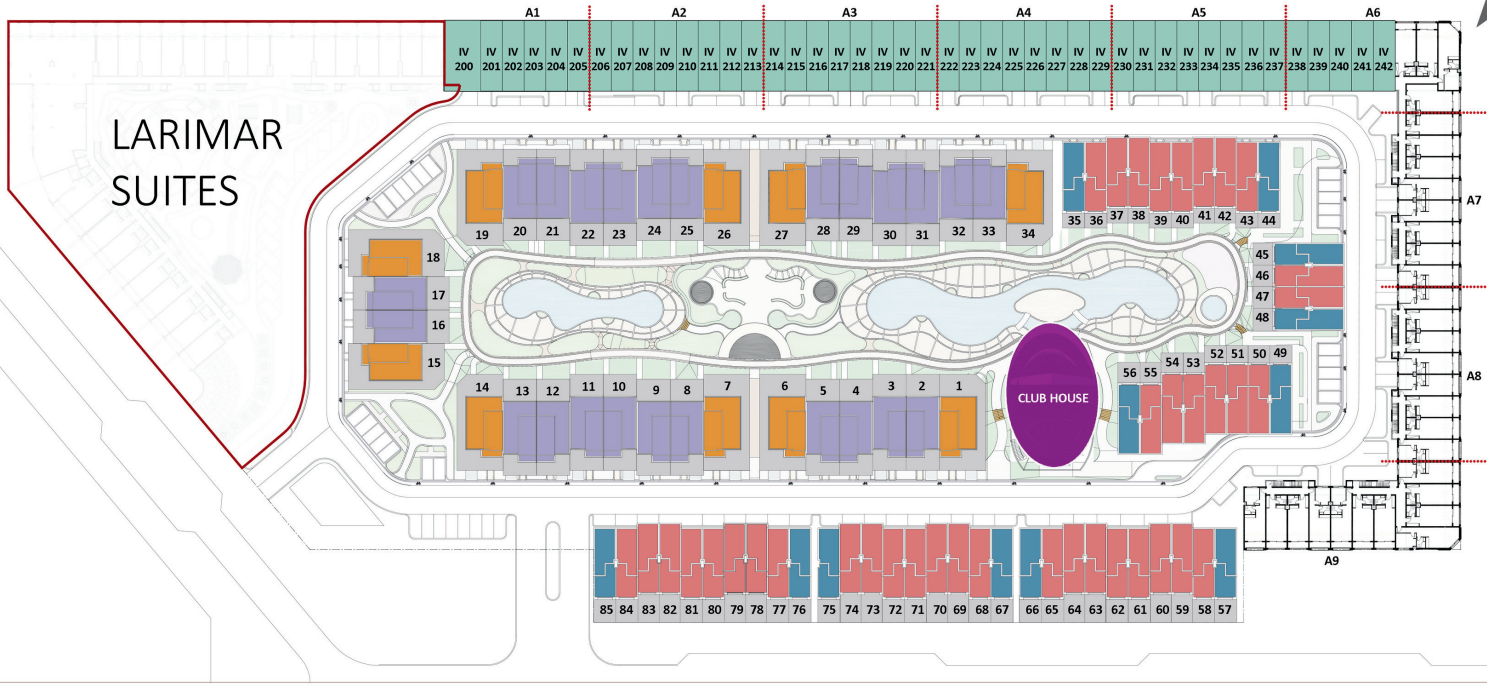 A1 A2 A3 A4 A5 A6
IV IV IV IV IV IV IV IV IV IV IV IV IV IV IV IV IV IV IV IV IV IV IV IV IV IV IV IV IV IV IV IV IV IV IV IV IV IV IV IV IV IV IV
200 201 202 203 204 205 206 207 208 209 210 211 212 213 214 215 216 217 218 219 220 221 222 223 224 225 226 227 228 229 230 231 232 233 234 235 236 237 238 239 240 241 242
LARIMAR
SUITES
A7
35 36 37 38 39 40 41 42 43 44
19 20 21 22 23 24 25 26 27 28 29 30 31 32 33 34
18
17
16
15
45
46
47
48
14 13 12 11 10 9 8 7 6 5 4 3 2 1
CLUB HOUSE
56 55 54 53 52 51 50 49
A8
A9
85 84 83 82 81 80 79 78 77 76 75 74 73 72 71 70 69 68 67 66 65 64 63 62 61 60 59 58 57